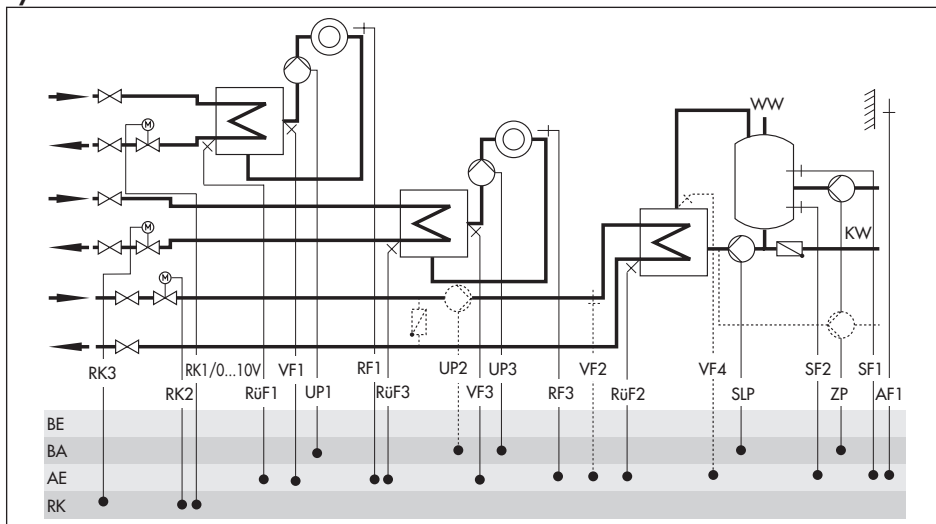 M
WW
M
KW
M
RK3
RK2
RK1/0...10V
RüF1
VF1
UP1
RF1
RüF3
UP2
VF3
UP3
RF3
VF2
RüF2
VF4
SLP
SF2
ZP
SF1
AF1
BE
BA
AE
RK